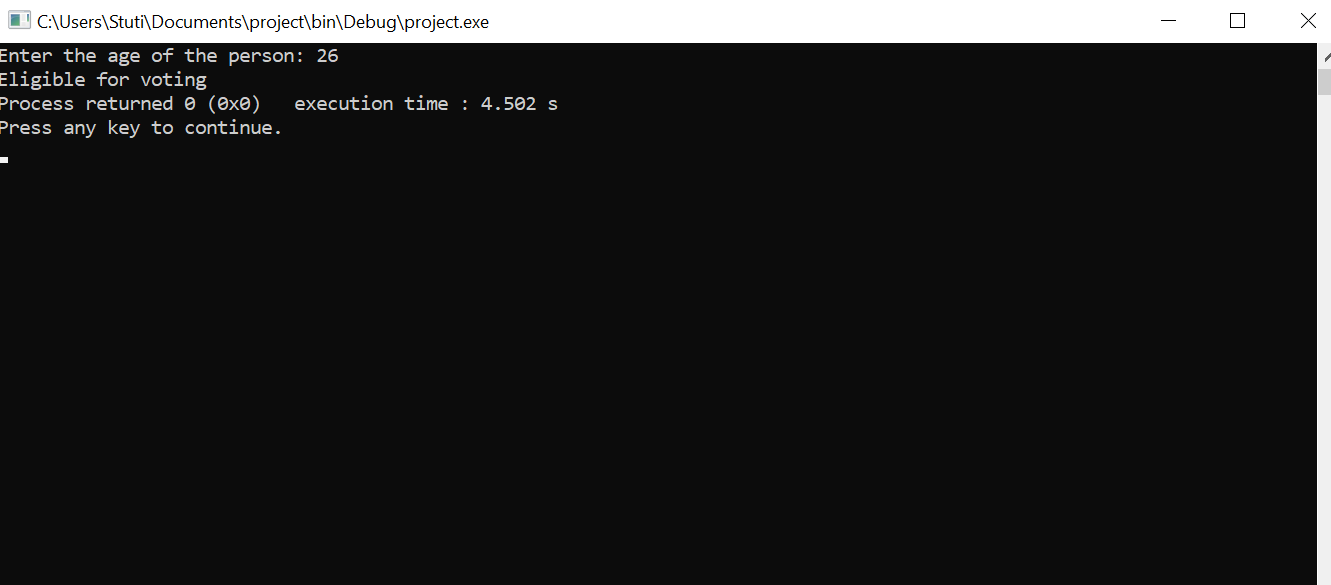 C:\Users\Stuti\Documents\project\bin\Debug\project.exe
Enter the age of the person: 26
Eligible for voting
Process returned 0 (0x0)   execution time : 4.502 s
Press any key to continue.